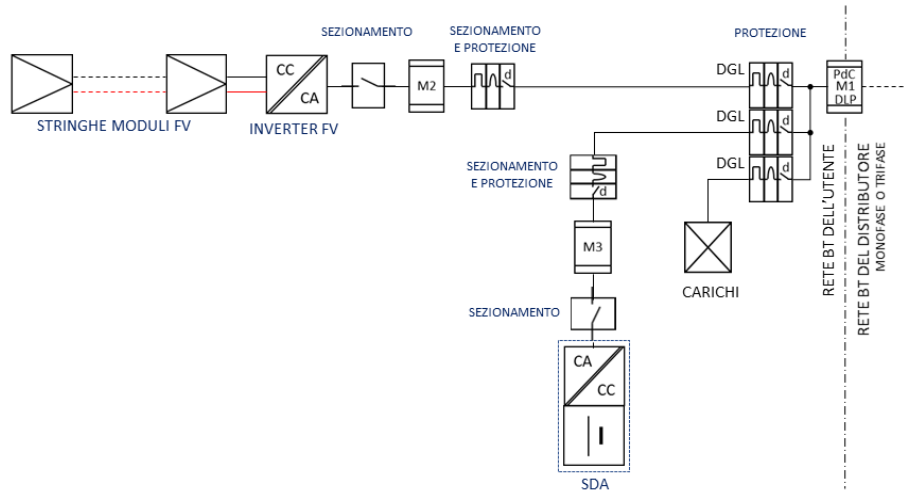 SEZIONAMENTO
SEZIONAMENTO
E PROTEZIONE
PROTEZIONE
CC
CA
M2
d
DGL
d
PdC
M1
DLP
STRINGHE MODULI FV
INVERTER FV
DGL
d
SEZIONAMENTO
E PROTEZIONE
d
DGL
d
M3
CARICHI
SEZIONAMENTO
CA
CC
SDA
RETE BT DELL'UTENTE
RETE BT DEL DISTRIBUTORE
MONOFASE O TRIFASE